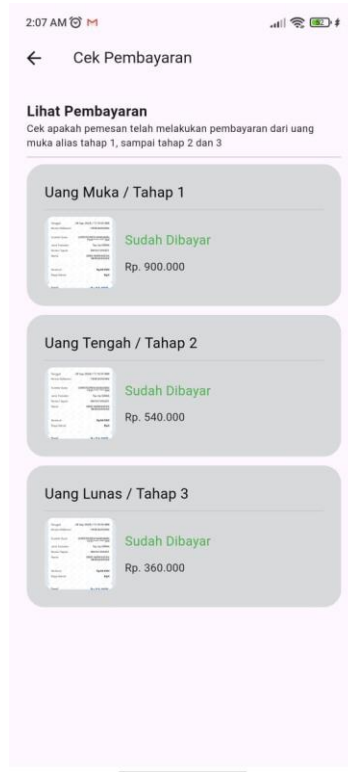 2:07 AM
Cek Pembayaran
Lihat Pembayaran
Cek apakah pemesan telah melakukan pembayaran dari uang
muka alias tahap 1, sampai tahap 2 dan 3
Uang Muka / Tahap 1
Sudah Dibayar
Rp. 900.000
Uang Tengah / Tahap 2
Sudah Dibayar
Rp. 540.000
Uang Lunas / Tahap 3
Sudah Dibayar
Rp. 360.000